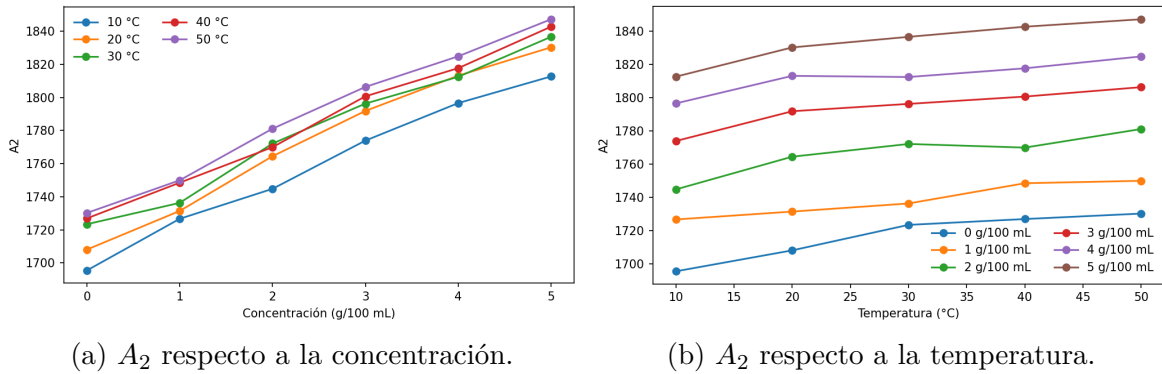 10 °C
20 °C
30 °C
40 °C
50 °C
1840
1820
1800
1780
1760
1740
1720
1700
A2
0 1 2 3 4 5
Concentración (g/100 mL)
(a) A₂ respecto a la concentración.
1840
1820
1800
1780
1760
1740
1720
1700
A2
0 g/100 mL
1 g/100 mL
2 g/100 mL
3 g/100 mL
4 g/100 mL
5 g/100 mL
10 15 20 25 30 35 40 45 50
Temperatura (°C)
(b) A₂ respecto a la temperatura.